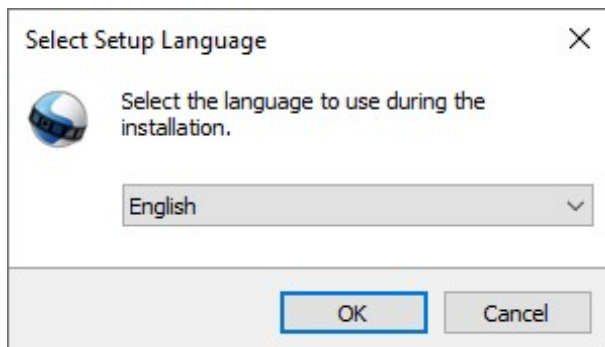 Select Setup Language
Select the language to use during the
installation.
English
OK
Cancel